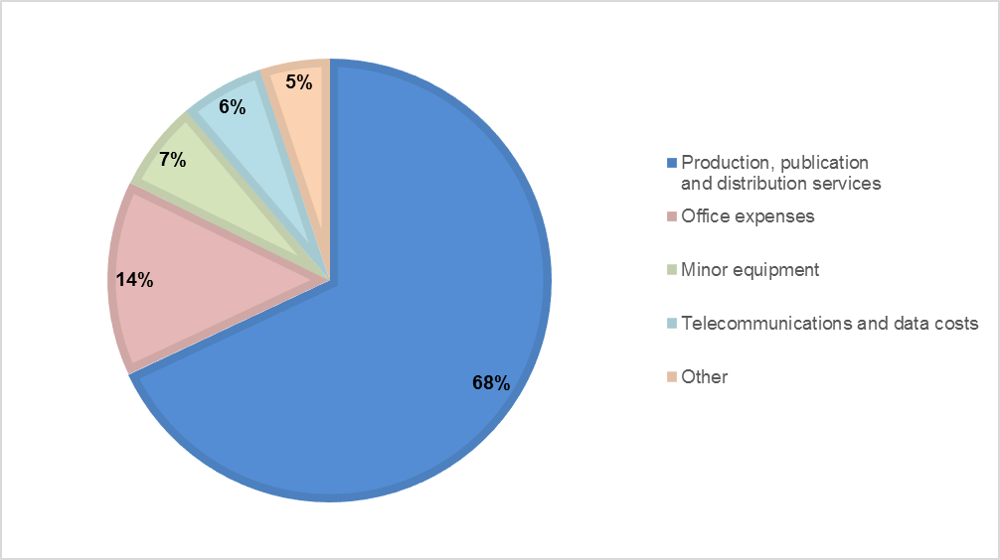 5%
6%
7%
14%
68%
Production, publication
and distribution services
Office expenses
Minor equipment
Telecommunications and data costs
Other